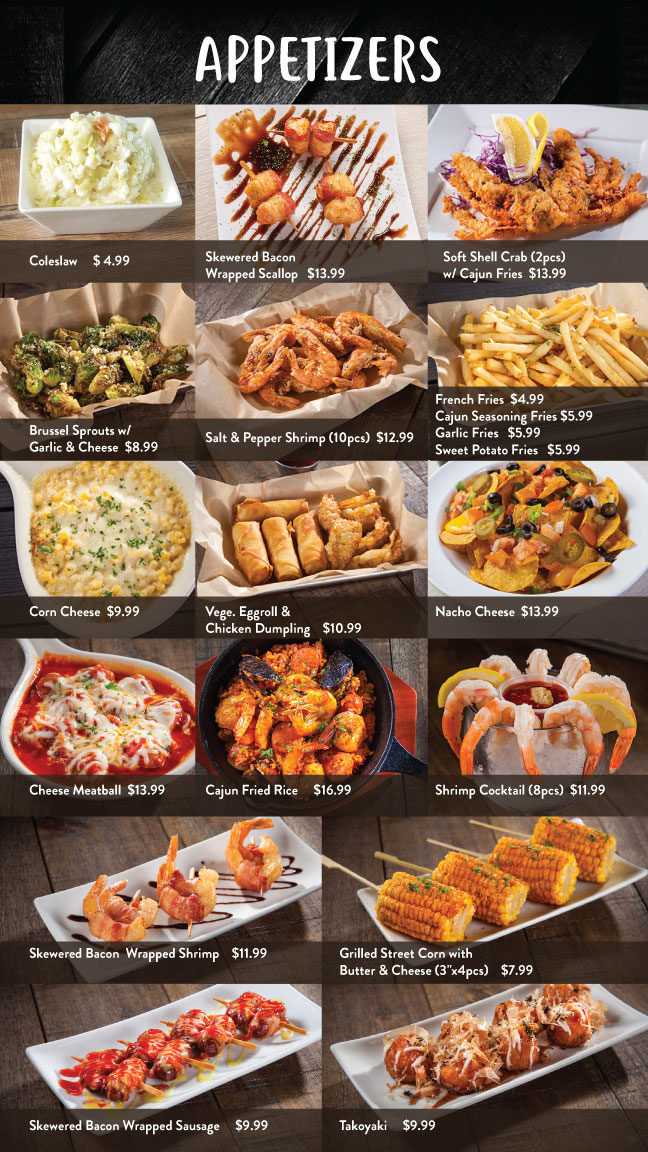 APPETIZERS
Coleslaw $ 4.99
Skewered Bacon
Wrapped Scallop $13.99
Soft Shell Crab (2pcs)
w/ Cajun Fries $13.99
Brussel Sprouts w/
Garlic & Cheese $8.99
Salt & Pepper Shrimp (10pcs) $12.99
French Fries $4.99
Cajun Seasoning Fries $5.99
Garlic Fries $5.99
Sweet Potato Fries $5.99
Corn Cheese $9.99
Vege. Eggroll &
Chicken Dumpling $10.99
Nacho Cheese $13.99
Cheese Meatball $13.99
Cajun Fried Rice $16.99
Shrimp Cocktail (8pcs) $11.99
Skewered Bacon Wrapped Shrimp $11.99
Grilled Street Corn with
Butter & Cheese (3"x4pcs) $7.99
Skewered Bacon Wrapped Sausage $9.99
Takoyaki $9.99